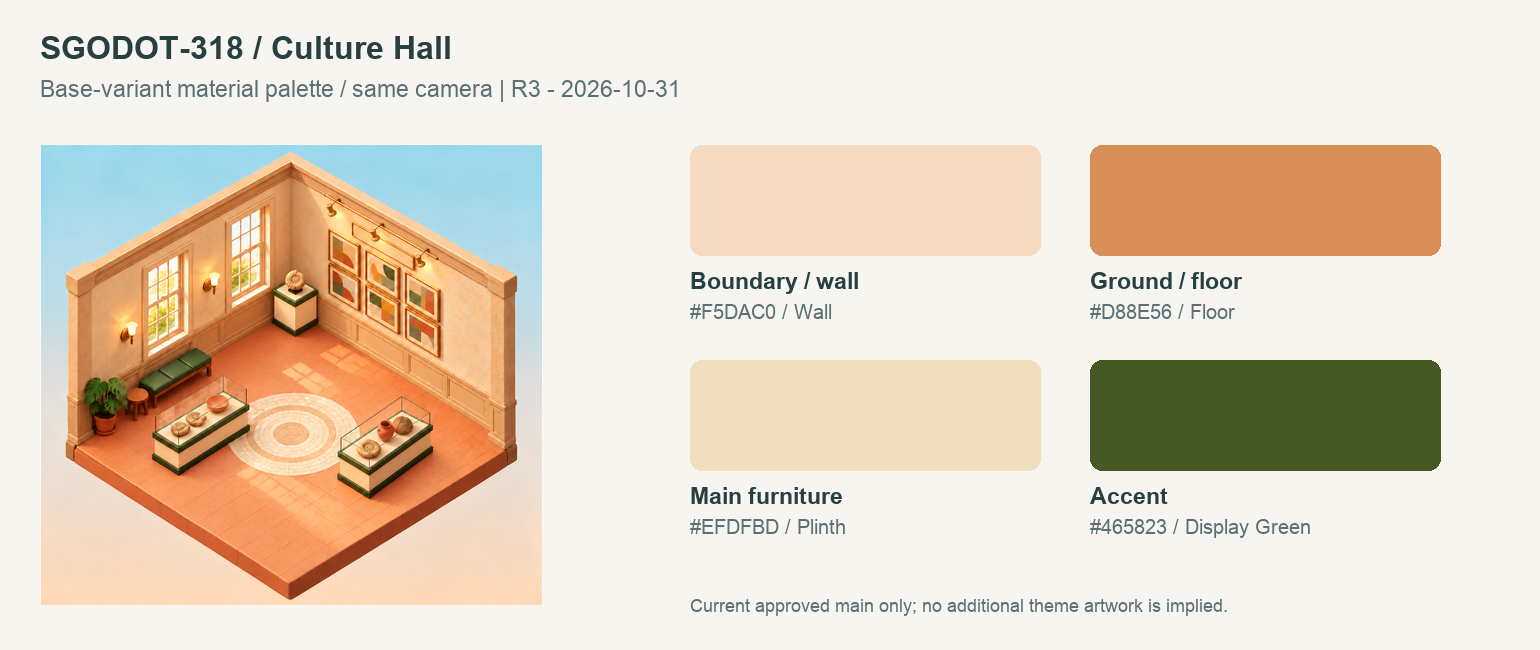 SGODOT-318 / Culture Hall
Base-variant material palette / same camera | R3 - 2026-10-31
Boundary / wall
#F5DAC0 / Wall
Ground / floor
#D88E56 / Floor
Main furniture
#EFDFBD / Plinth
Accent
#465823 / Display Green
Current approved main only; no additional theme artwork is implied.